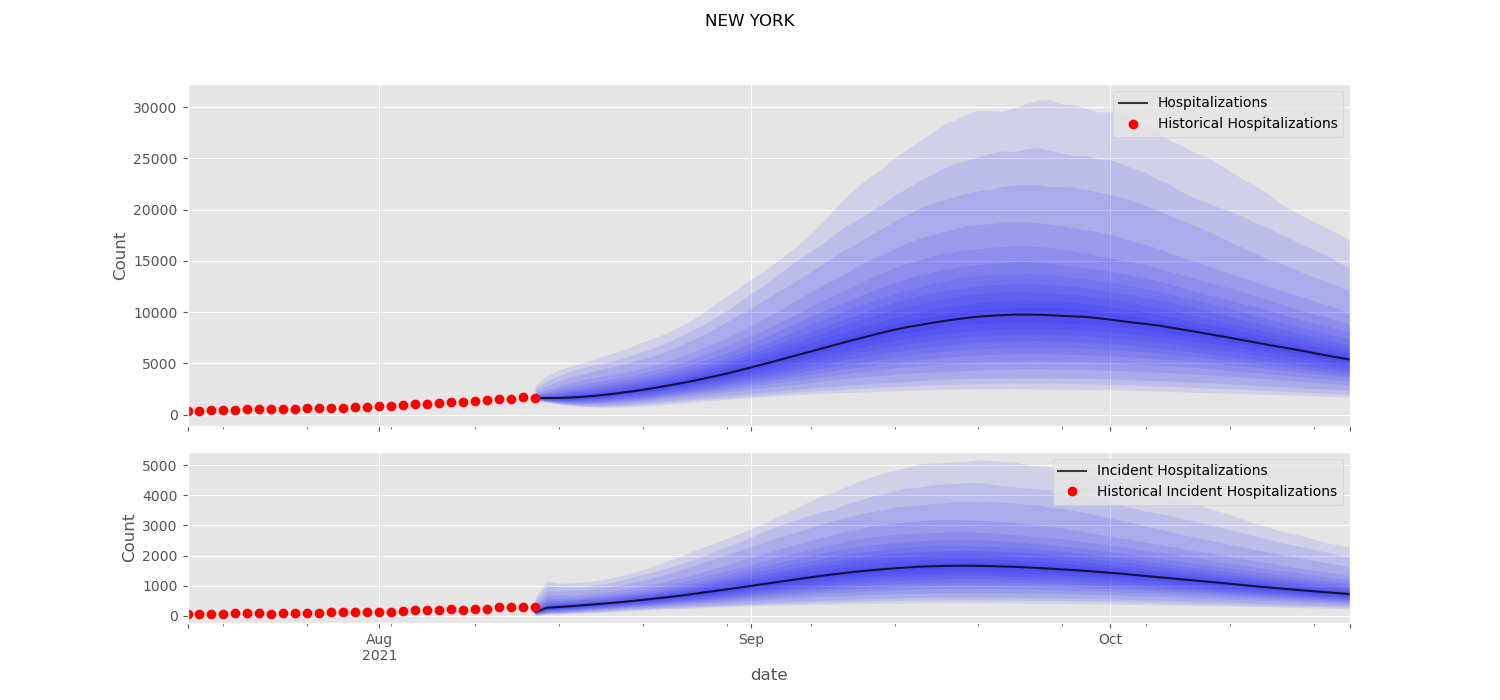 NEW YORK
30000
25000
20000
15000
10000
5000
0
Count
Hospitalizations
Historical Hospitalizations
5000
4000
3000
2000
1000
0
Count
Incident Hospitalizations
Historical Incident Hospitalizations
Aug
2021
Sep
Oct
date